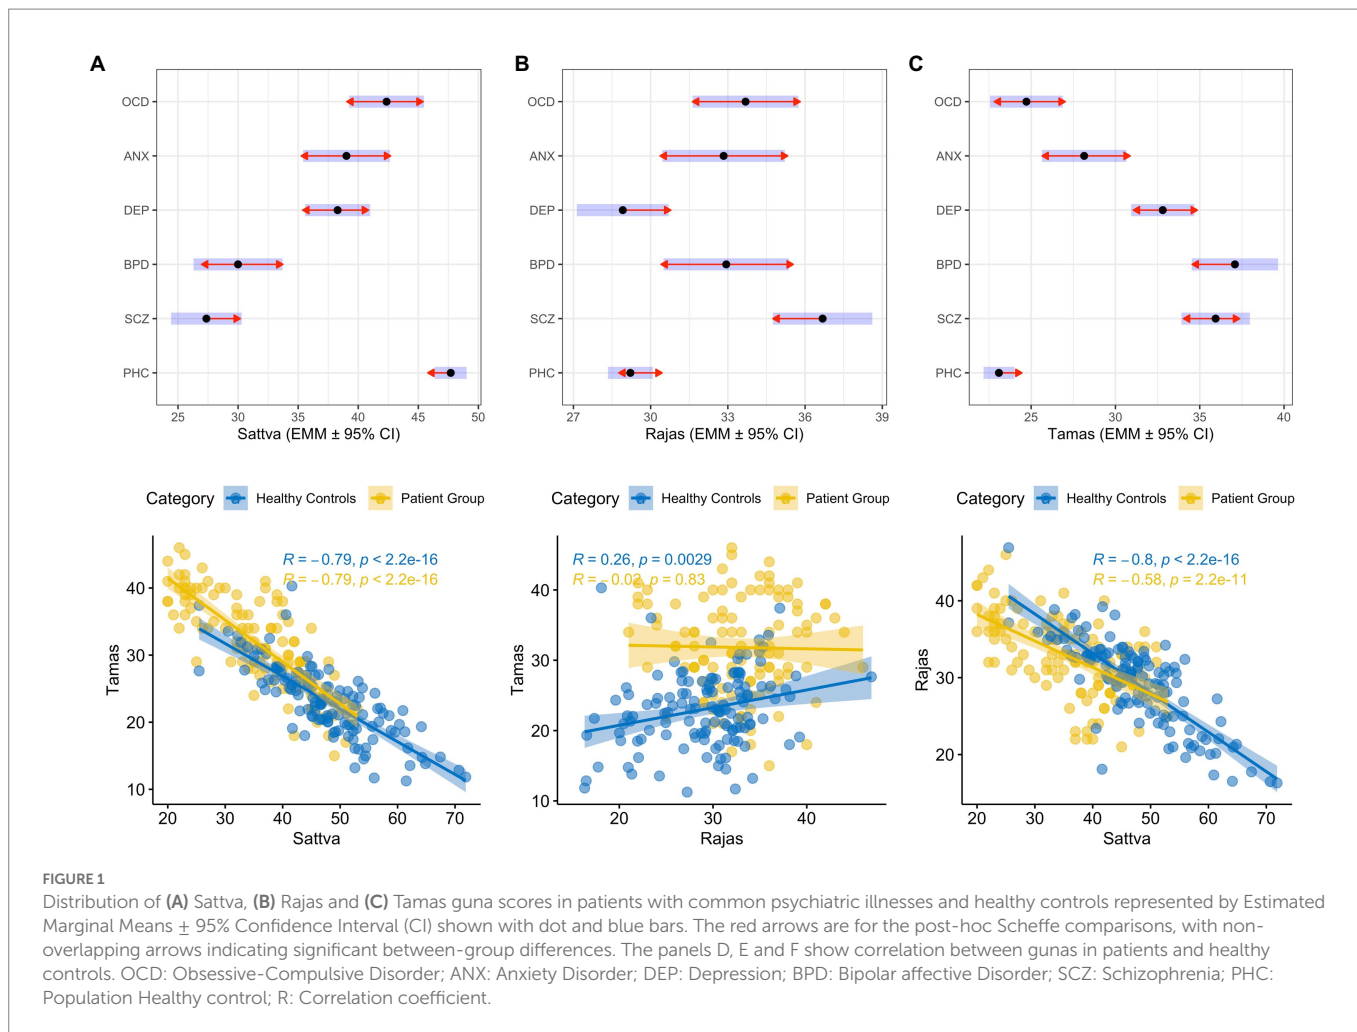 A
OCD
ANX
DEP
BPD
SCZ
PHC
25 30 35 40 45 50
Sattva (EMM ± 95% CI)
B
OCD
ANX
DEP
BPD
SCZ
PHC
27 30 33 36 39
Rajas (EMM ± 95% CI)
C
OCD
ANX
DEP
BPD
SCZ
PHC
25 30 35 40
Tamas (EMM ± 95% CI)
Category Healthy Controls Patient Group
R = −0.79, p < 2.2e-16
R = −0.79, p < 2.2e-16
Tamas
40
30
20
10
20 30 40 50 60 70
Sattva
Category Healthy Controls Patient Group
R = 0.26, p = 0.0029
R = −0.02, p = 0.83
Tamas
40
30
20
10
20 30 40
Rajas
Category Healthy Controls Patient Group
R = −0.8, p < 2.2e-16
R = −0.58, p = 2.2e-11
Rajas
40
30
20
20 30 40 50 60 70
Sattva
FIGURE 1
Distribution of (A) Sattva, (B) Rajas and (C) Tamas guna scores in patients with common psychiatric illnesses and healthy controls represented by Estimated
Marginal Means ± 95% Confidence Interval (CI) shown with dot and blue bars. The red arrows are for the post-hoc Scheffe comparisons, with non-
overlapping arrows indicating significant between-group differences. The panels D, E and F show correlation between gunas in patients and healthy
controls. OCD: Obsessive-Compulsive Disorder; ANX: Anxiety Disorder; DEP: Depression; BPD: Bipolar affective Disorder; SCZ: Schizophrenia; PHC:
Population Healthy control; R: Correlation coefficient.